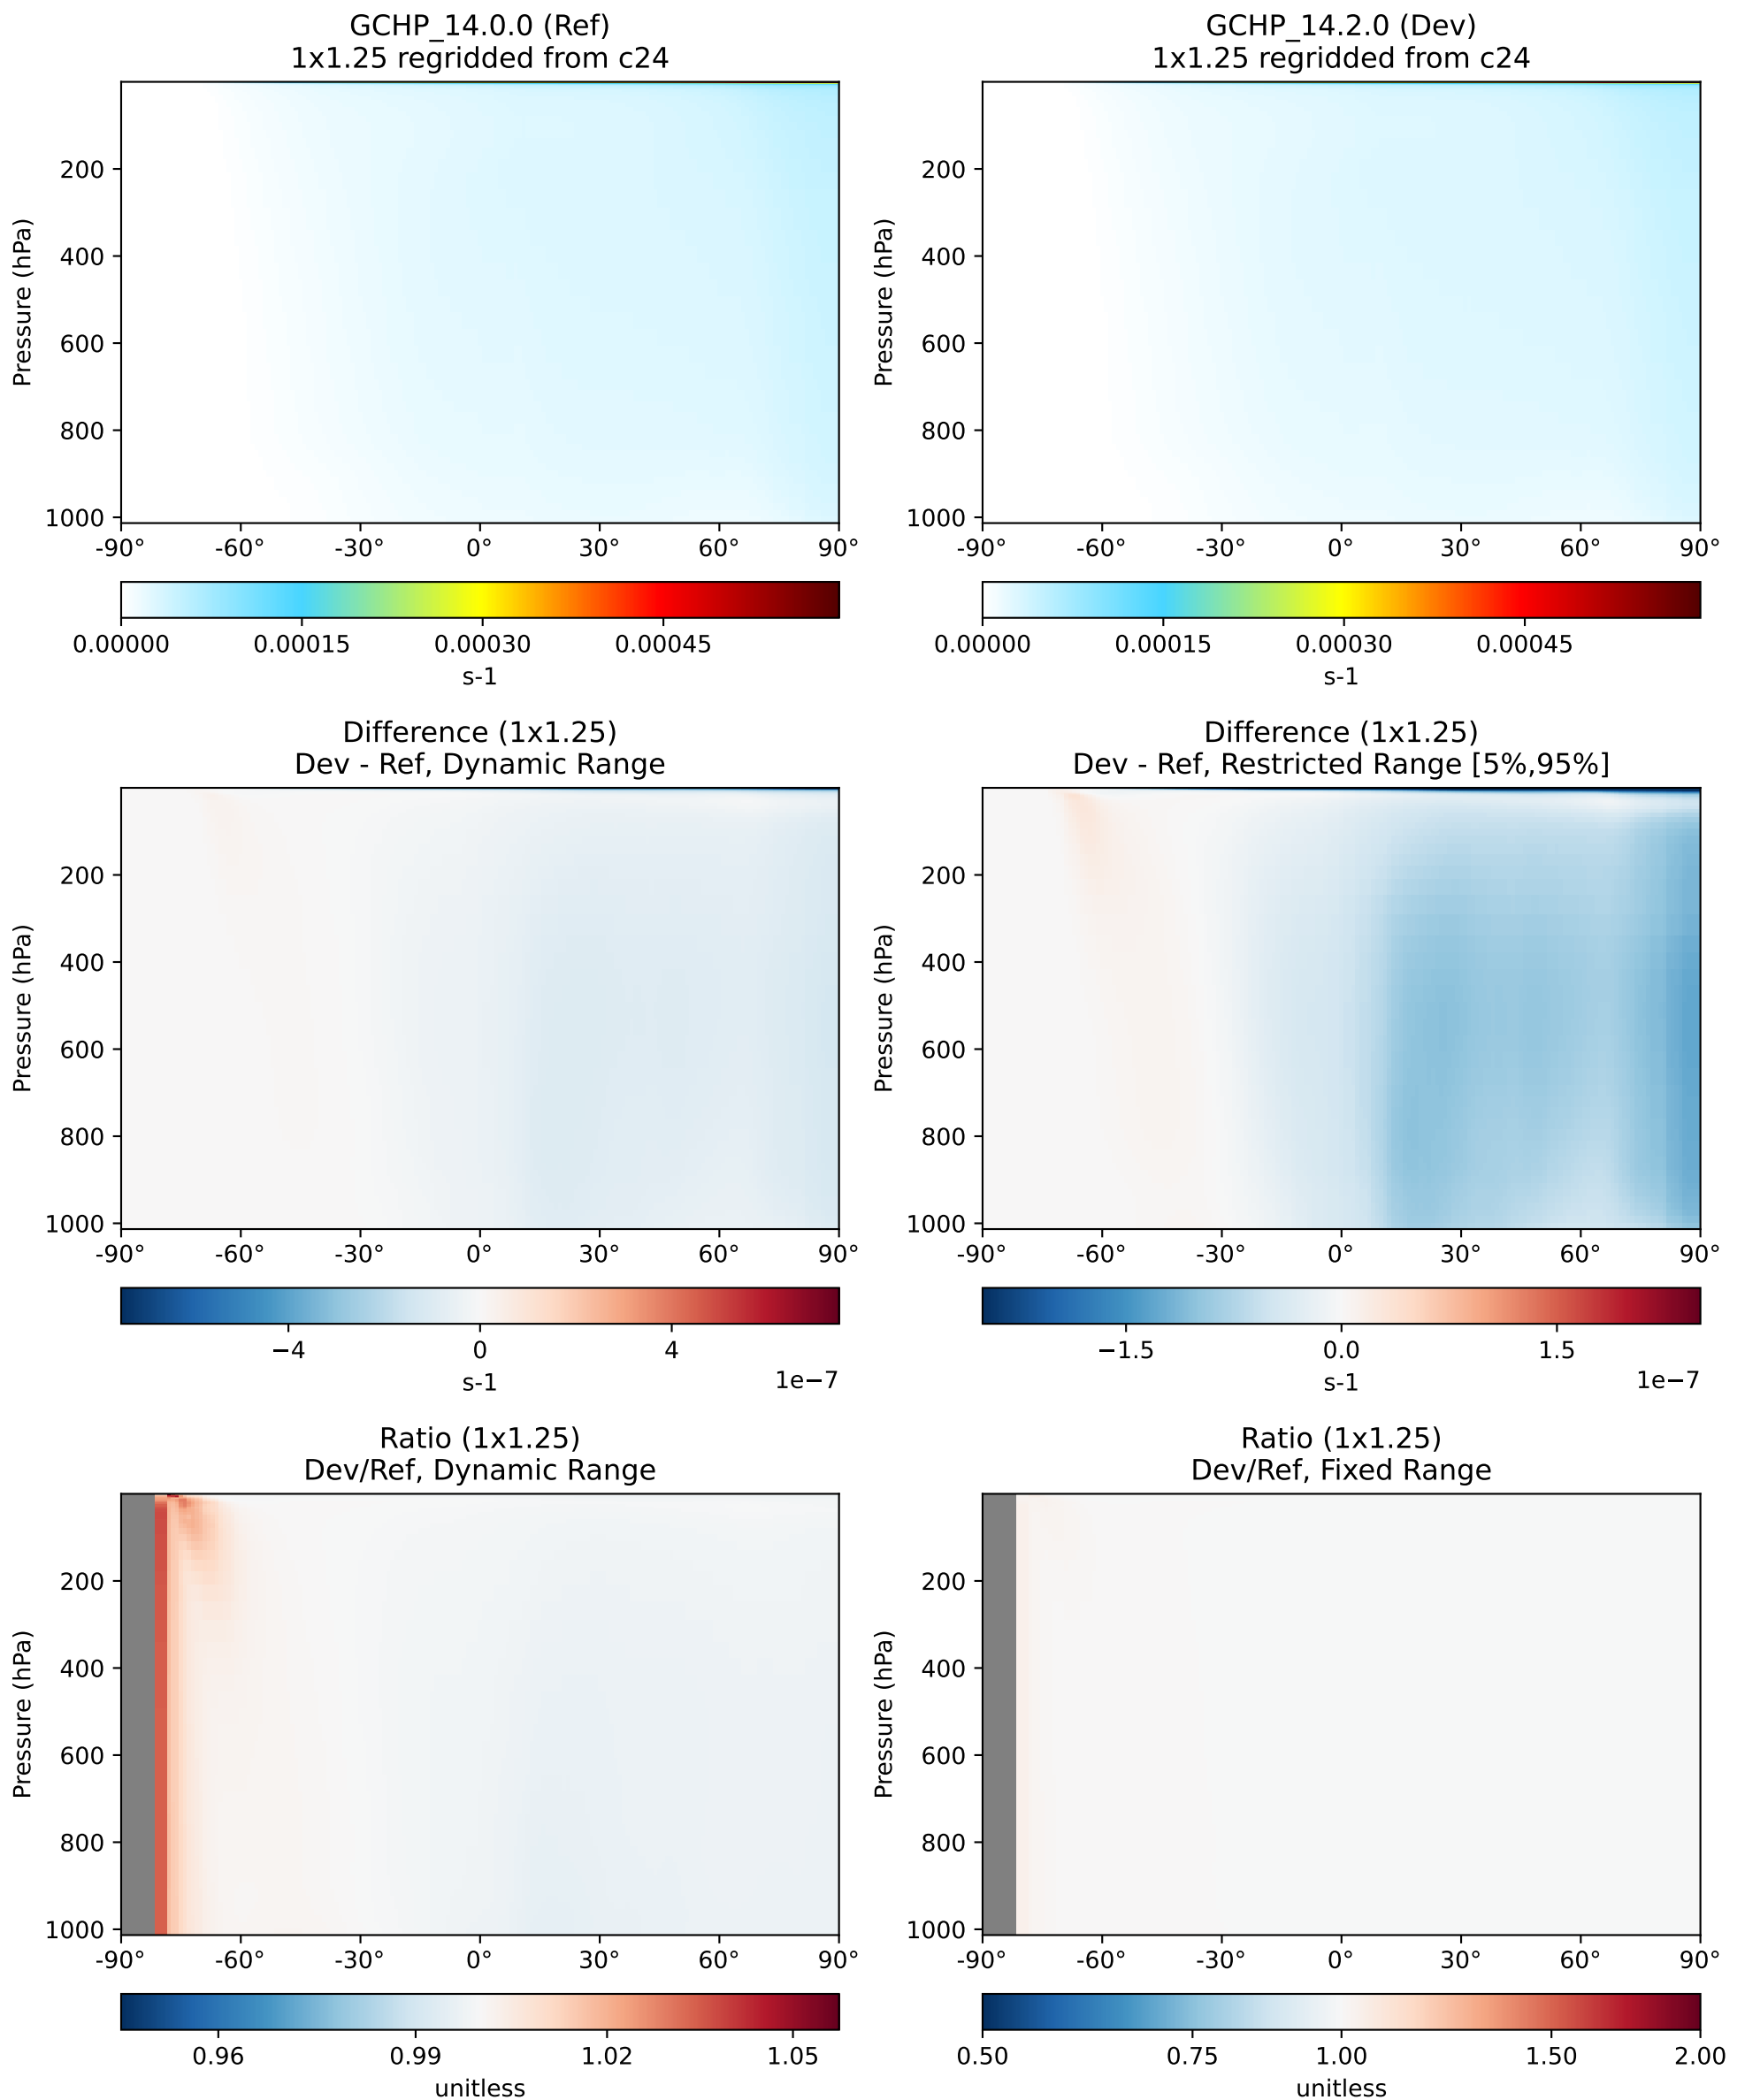 GCHP_14.0.0 (Ref)
1x1.25 regridded from c24
Pressure (hPa)
200
400
600
800
1000
-90° -60° -30° 0° 30° 60° 90°
0.00000 0.00015 0.00030 0.00045
s-1
GCHP_14.2.0 (Dev)
1x1.25 regridded from c24
Pressure (hPa)
200
400
600
800
1000
-90° -60° -30° 0° 30° 60° 90°
0.00000 0.00015 0.00030 0.00045
s-1
Difference (1x1.25)
Dev - Ref, Dynamic Range
Pressure (hPa)
200
400
600
800
1000
-90° -60° -30° 0° 30° 60° 90°
−4 0 4
1e−7
s-1
Difference (1x1.25)
Dev - Ref, Restricted Range [5%,95%]
Pressure (hPa)
200
400
600
800
1000
-90° -60° -30° 0° 30° 60° 90°
−1.5 0.0 1.5
1e−7
s-1
Ratio (1x1.25)
Dev/Ref, Dynamic Range
Pressure (hPa)
200
400
600
800
1000
-90° -60° -30° 0° 30° 60° 90°
0.96 0.99 1.02 1.05
unitless
Ratio (1x1.25)
Dev/Ref, Fixed Range
Pressure (hPa)
200
400
600
800
1000
-90° -60° -30° 0° 30° 60° 90°
0.50 0.75 1.00 1.50 2.00
unitless